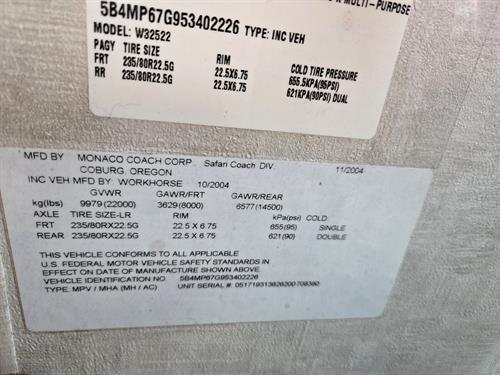 MULTI-PURPOSE
5B4MP67G953402226 TYPE: INC VEH
MODEL: W32522
PAGY TIRE SIZE RIM COLD TIRE PRESSURE
FRT 235/80R22.5G 22.5X6.75 655.5KPA(95PSI)
RR 235/80R22.5G 22.5X6.75 621KPA(90PSI) DUAL
MFD BY MONACO COACH CORP. Safari Coach DIV. 11/2004
COBURG, OREGON
INC VEH MFD BY WORKHORSE 10/2004
GVWR GAWR/FRT GAWR/REAR
kg(lbs) 9979 (22000) 3629 (8000) 6577 (14500)
AXLE TIRE SIZE-LR RIM kPa(psi) COLD
FRT 235/80RX22.5G 22.5 X 6.75 655(95) SINGLE
REAR 235/80RX22.5G 22.5 X 6.75 621(90) DOUBLE
THIS VEHICLE CONFORMS TO ALL APPLICABLE
U.S. FEDERAL MOTOR VEHICLE SAFETY STANDARDS IN
EFFECT ON DATE OF MANUFACTURE SHOWN ABOVE
VEHICLE IDENTIFICATION NUMBER: 5B4MP67G953402226
TYPE: MPV / MHA (MH / AC) UNIT SERIAL #: 051719313626200708380